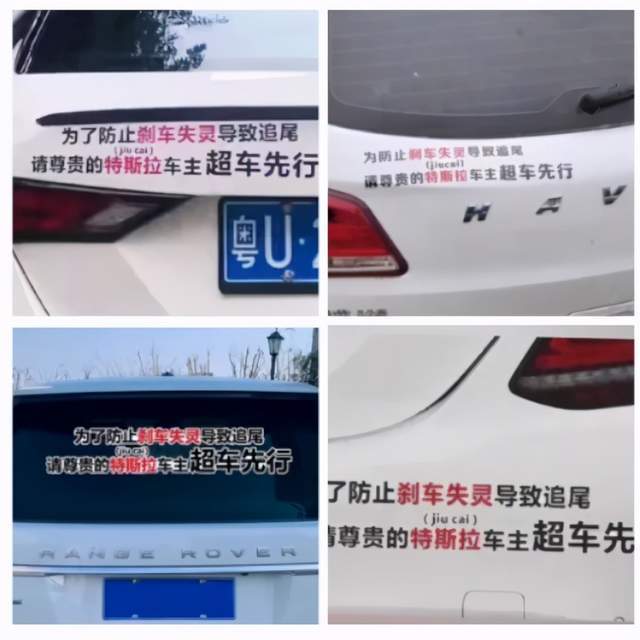 为了防止刹车失灵导致追尾
(jiu cai)
请尊贵的特斯拉车主超车先行
粤U·2
为防止刹车失灵导致追尾
(jiucai)
请尊贵的特斯拉车主超车先行
HAV
为了防止刹车失灵导致追尾
(jiu cai)
请尊贵的特斯拉车主超车先行
RANGE ROVER
了防止刹车失灵导致追尾
(jiu cai)
请尊贵的特斯拉车主超车先